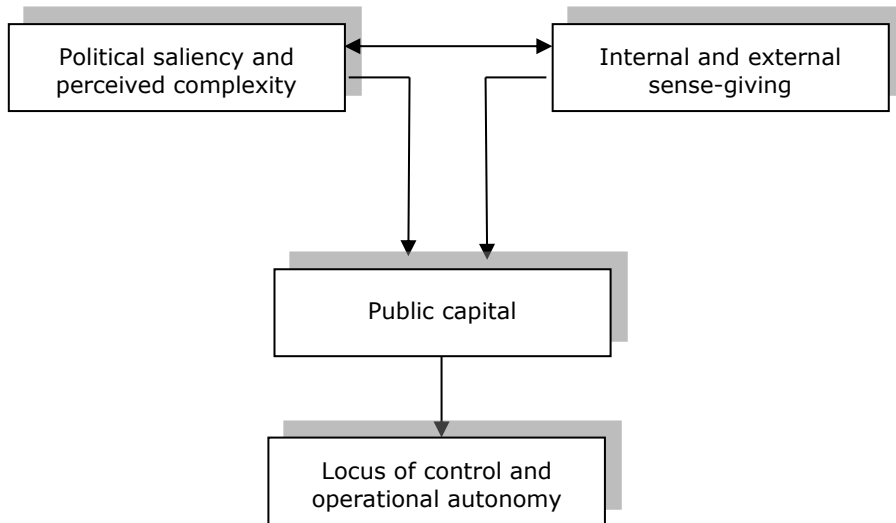 Political saliency and
perceived complexity
Internal and external
sense-giving
Public capital
Locus of control and
operational autonomy